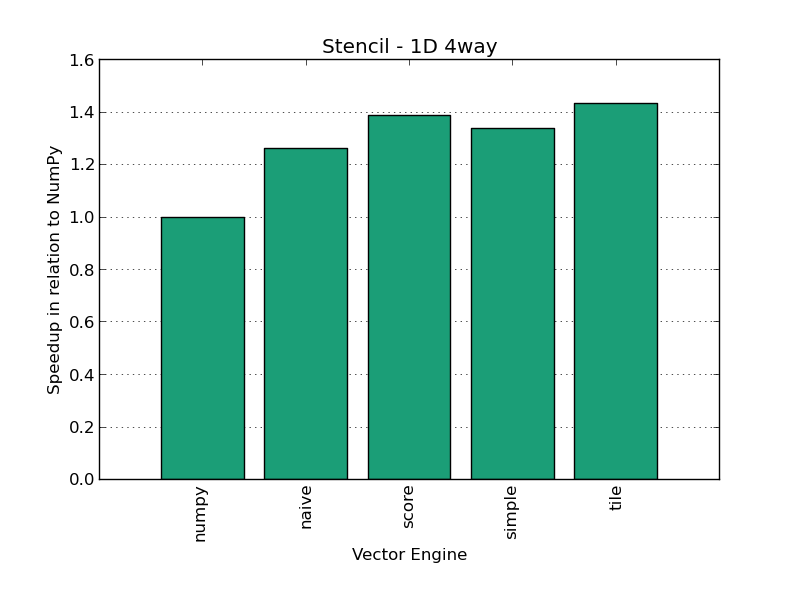 Stencil - 1D 4way
Speedup in relation to NumPy
1.6
1.4
1.2
1.0
0.8
0.6
0.4
0.2
0.0
numpy
naive
score
simple
tile
Vector Engine